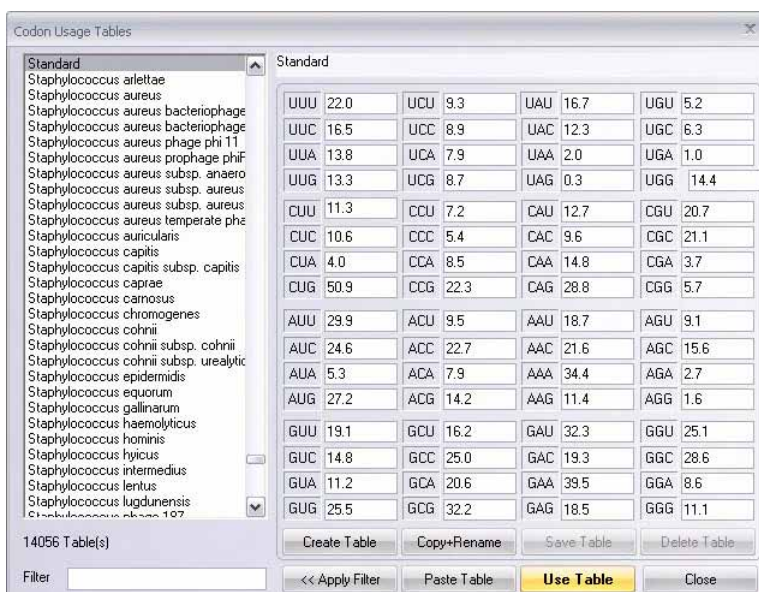 Codon Usage Tables
Standard
Staphylococcus arlettae
Staphylococcus aureus
Staphylococcus aureus bacteriophage
Staphylococcus aureus bacteriophage
Staphylococcus aureus phage phi 11
Staphylococcus aureus prophage phiF
Staphylococcus aureus subsp. anaero
Staphylococcus aureus subsp. aureus
Staphylococcus aureus subsp. aureus
Staphylococcus aureus temperate pha
Staphylococcus auricularis
Staphylococcus capitis
Staphylococcus capitis subsp. capitis
Staphylococcus caprae
Staphylococcus carnosus
Staphylococcus chromogenes
Staphylococcus cohnii
Staphylococcus cohnii subsp. cohnii
Staphylococcus cohnii subsp. urealytic
Staphylococcus epidermidis
Staphylococcus equorum
Staphylococcus gallinarum
Staphylococcus haemolyticus
Staphylococcus hominis
Staphylococcus hyicus
Staphylococcus intermedius
Staphylococcus lentus
Staphylococcus lugdunensis
Staphylococcus phage 187
14056 Table(s)
Filter
Standard
UUU 22.0 UCU 9.3 UAU 16.7 UGU 5.2
UUC 16.5 UCC 8.9 UAC 12.3 UGC 6.3
UUA 13.8 UCA 7.9 UAA 2.0 UGA 1.0
UUG 13.3 UCG 8.7 UAG 0.3 UGG 14.4
CUU 11.3 CCU 7.2 CAU 12.7 CGU 20.7
CUC 10.6 CCC 5.4 CAC 9.6 CGC 21.1
CUA 4.0 CCA 8.5 CAA 14.8 CGA 3.7
CUG 50.9 CCG 22.3 CAG 28.8 CGG 5.7
AUU 29.9 ACU 9.5 AAU 18.7 AGU 9.1
AUC 24.6 ACC 22.7 AAC 21.6 AGC 15.6
AUA 5.3 ACA 7.9 AAA 34.4 AGA 2.7
AUG 27.2 ACG 14.2 AAG 11.4 AGG 1.6
GUU 19.1 GCU 16.2 GAU 32.3 GGU 25.1
GUC 14.8 GCC 25.0 GAC 19.3 GGC 28.6
GUA 11.2 GCA 20.6 GAA 39.5 GGA 8.6
GUG 25.5 GCG 32.2 GAG 18.5 GGG 11.1
Create Table Copy+Rename Save Table Delete Table
<< Apply Filter Paste Table Use Table Close